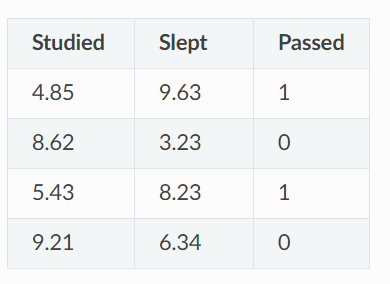 Studied Slept Passed
4.85 9.63 1
8.62 3.23 0
5.43 8.23 1
9.21 6.34 0